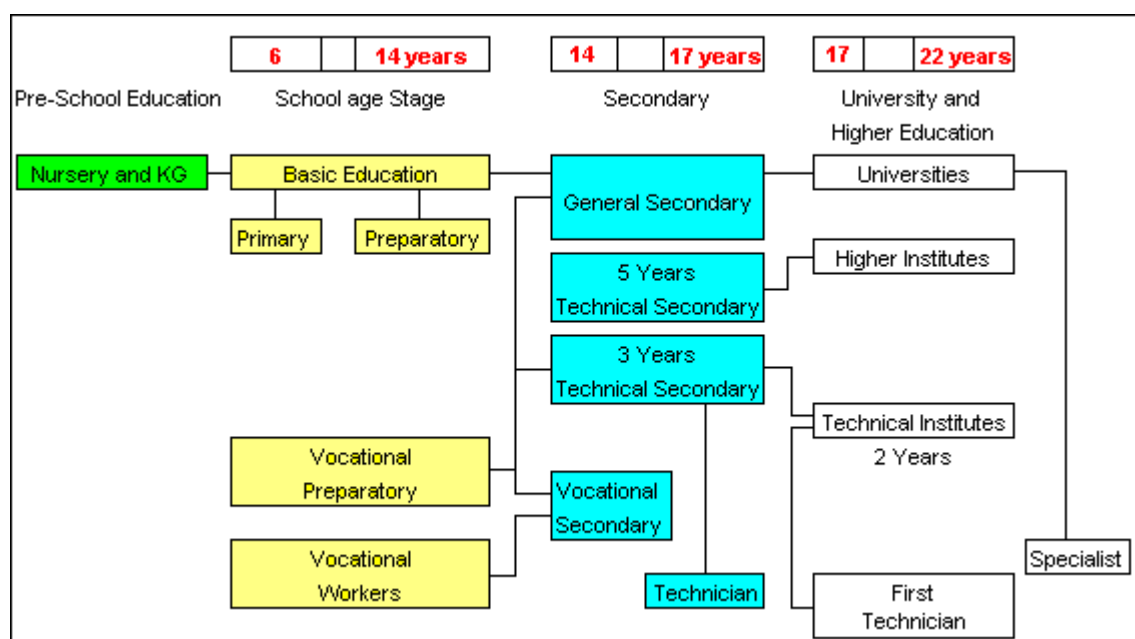 6 14 years 14 17 years 17 22 years
Pre-School Education School age Stage Secondary University and
Higher Education
Nursery and KG Basic Education Universities
General Secondary
Primary Preparatory
Higher Institutes
5 Years
Technical Secondary
3 Years
Technical Secondary
Technical Institutes
2 Years
Vocational
Preparatory
Vocational
Secondary
Vocational
Workers
Specialist
Technician
First
Technician